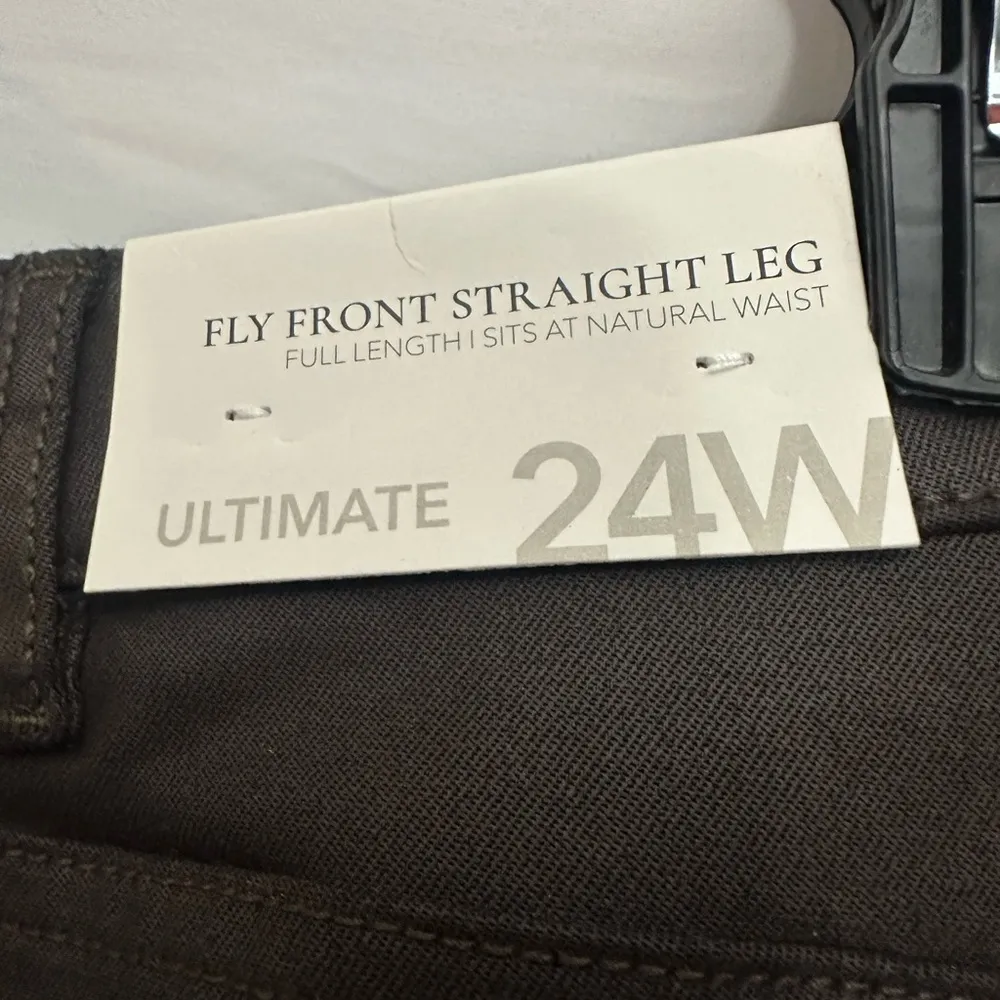 FLY FRONT STRAIGHT LEG
FULL LENGTH | SITS AT NATURAL WAIST
ULTIMATE 24W